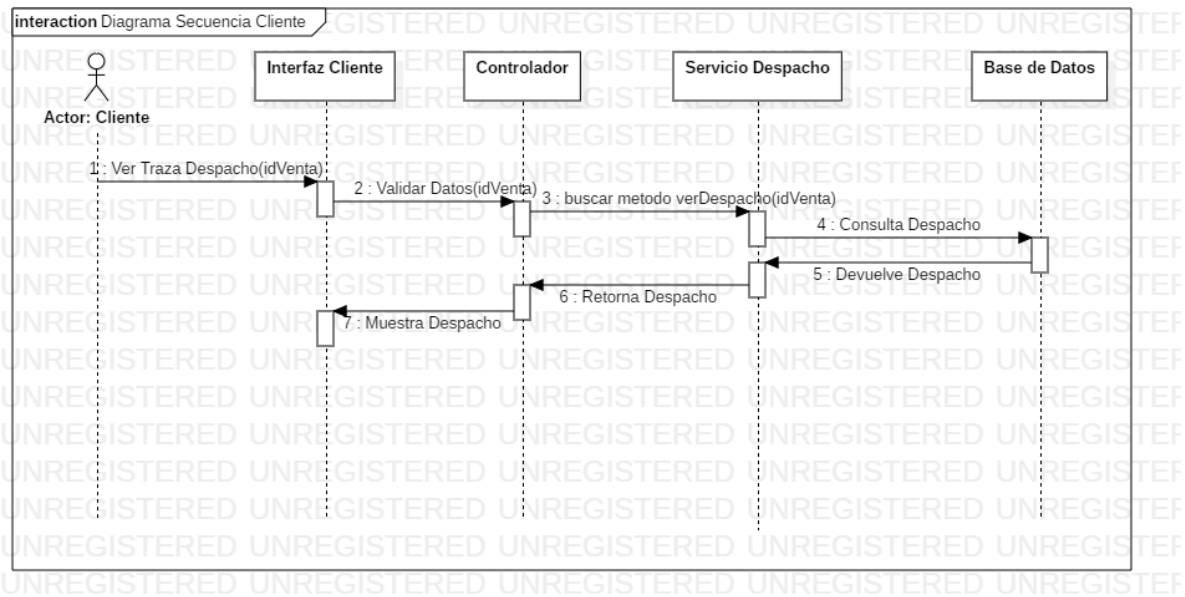 interaction Diagrama Secuencia Cliente
Interfaz Cliente
Controlador
Servicio Despacho
Base de Datos
Actor: Cliente
1 : Ver Traza Despacho(idVenta)
2 : Validar Datos(idVenta)
3 : buscar metodo verDespacho(idVenta)
4 : Consulta Despacho
5 : Devuelve Despacho
6 : Retorna Despacho
7 : Muestra Despacho
UNREGISTERED UNREGISTERED UNREGISTERED UNREGISTERED